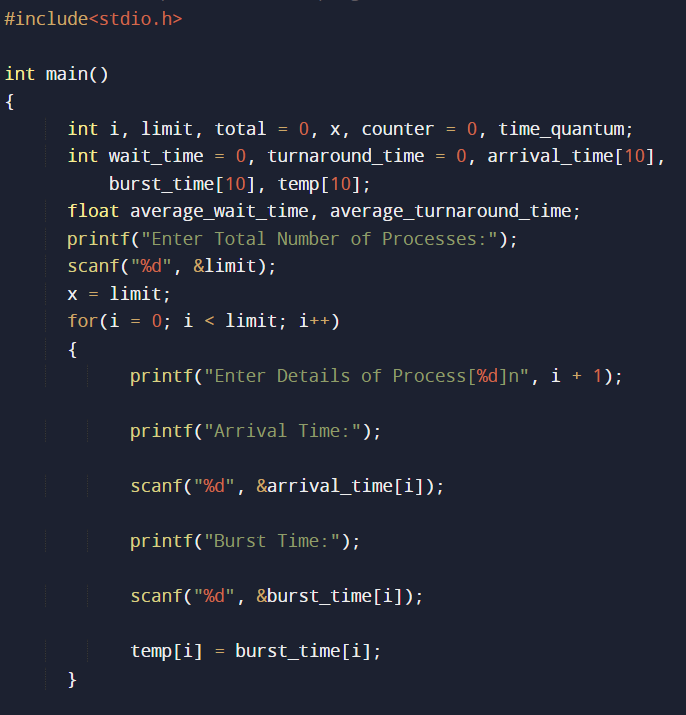 #include<stdio.h>
int main()
{
int i, limit, total = 0, x, counter = 0, time_quantum;
int wait_time = 0, turnaround_time = 0, arrival_time[10],
burst_time[10], temp[10];
float average_wait_time, average_turnaround_time;
printf("Enter Total Number of Processes:");
scanf("%d", &limit);
x = limit;
for(i = 0; i < limit; i++)
{
printf("Enter Details of Process[%d]n", i + 1);
printf("Arrival Time:");
scanf("%d", &arrival_time[i]);
printf("Burst Time:");
scanf("%d", &burst_time[i]);
temp[i] = burst_time[i];
}